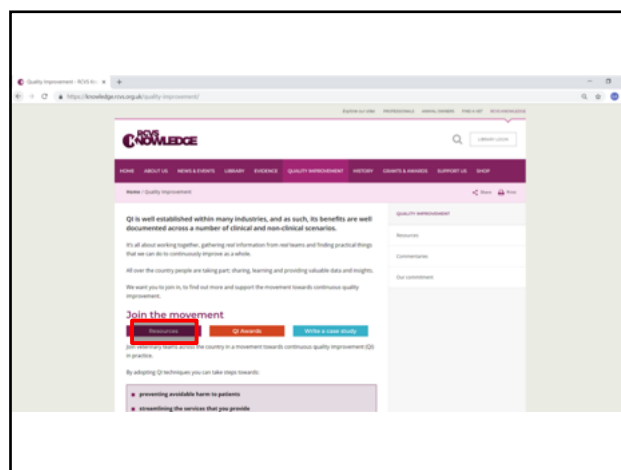 Quality Improvement - RCVS Kn
https://knowledge.rcvs.org.uk/quality-improvement/
PROFESSIONALS ANIMAL OWNERS FIND A VET RCVS KNOWLEDGE
RCVS
KNOWLEDGE
LIBRARY LOGIN
HOME ABOUT US NEWS & EVENTS LIBRARY EVIDENCE QUALITY IMPROVEMENT HISTORY GRANTS & AWARDS SUPPORT US SHOP
Home / Quality Improvement
Share Print
QI is well established within many industries, and as such, its benefits are well
documented across a number of clinical and non-clinical scenarios.
It's all about working together, gathering real information from real teams and finding practical things
that we can do to continuously improve as a whole.
All over the country people are taking part; sharing, learning and providing valuable data and insights.
We want you to join in, to find out more and support the movement towards continuous quality
improvement.
Join the movement
Resources QI Awards Write a case study
Join veterinary teams across the country in a movement towards continuous quality improvement (QI)
in practice.
By adopting QI techniques you can take steps towards:
preventing avoidable harm to patients
streamlining the services that you provide
QUALITY IMPROVEMENT
Resources
Commentaries
Our commitment